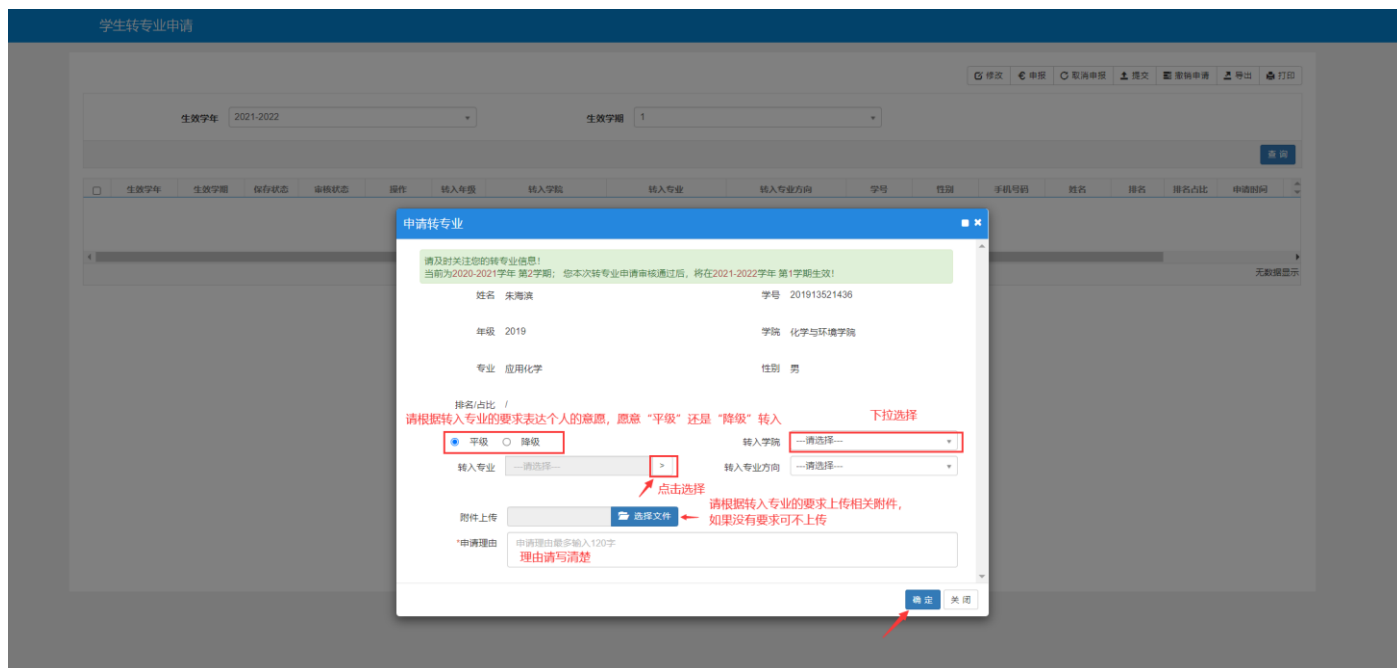 学生转专业申请
修改 申报 取消申报 提交 撤销申请 导出 打印
生效学年 2021-2022 生效学期 1
查 询
生效学年 生效学期 保存状态 审核状态 操作 转入年级 转入学院 转入专业 转入专业方向 学号 性别 手机号码 姓名 排名 排名占比 申请时间
无数据显示
申请转专业
请及时关注您的转专业信息!
当前为2020-2021学年 第2学期; 您本次转专业申请审核通过后，将在2021-2022学年 第1学期生效!
姓名 朱海滨 学号 201913521436
年级 2019 学院 化学与环境学院
专业 应用化学 性别 男
排名/占比 /
请根据转入专业的要求表达个人的意愿，愿意“平级”还是“降级”转入 下拉选择
平级 降级 转入学院 ---请选择---
转入专业 ---请选择--- > 转入专业方向 ---请选择---
点击选择
请根据转入专业的要求上传相关附件，
附件上传 选择文件 如果没有要求可不上传
*申请理由 申请理由最多输入120字
理由请写清楚
确 定 关 闭